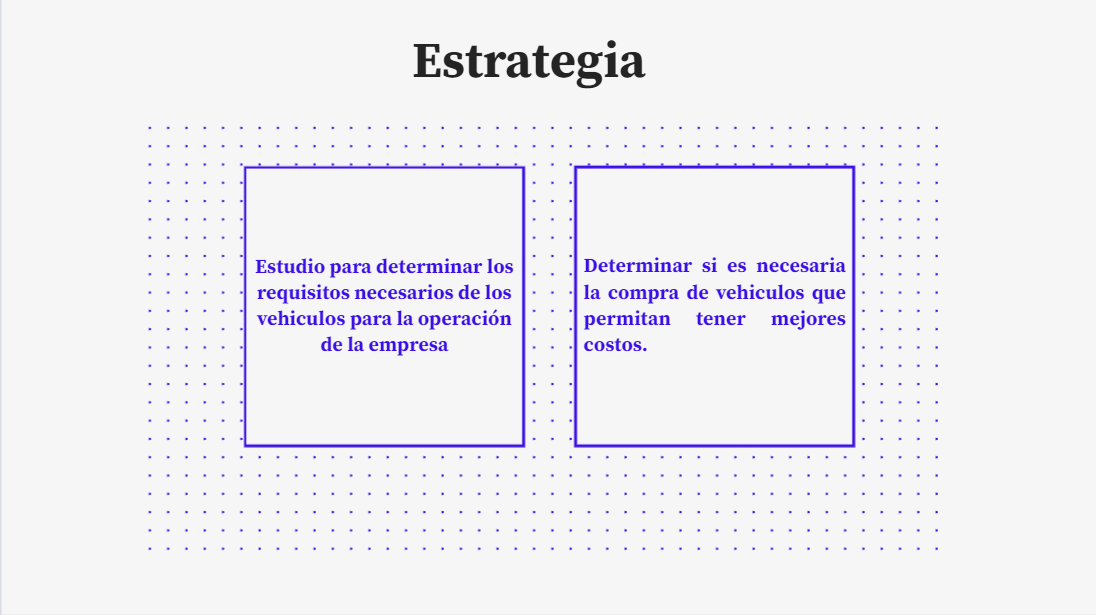 Estrategia
Estudio para determinar los
requisitos necesarios de los
vehiculos para la operación
de la empresa
Determinar si es necesaria
la compra de vehiculos que
permitan tener mejores
costos.